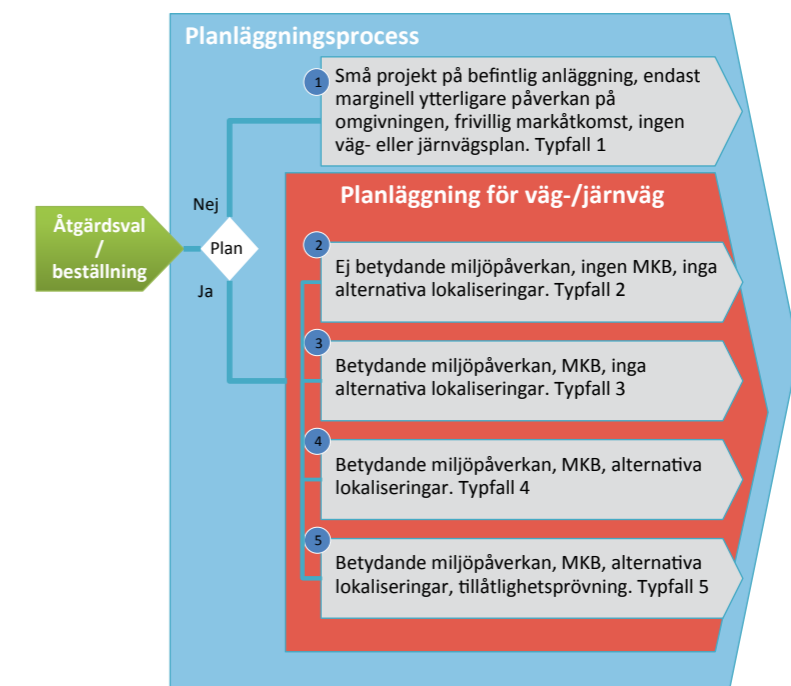 Planläggningsprocess
1
Små projekt på befintlig anläggning, endast
marginell ytterligare påverkan på
omgivningen, frivillig markåtkomst, ingen
väg- eller järnvägsplan. Typfall 1
Planläggning för väg-/järnväg
Nej
Åtgärdsval
/
beställning
Plan
Ja
2
Ej betydande miljöpåverkan, ingen MKB, inga
alternativa lokaliseringar. Typfall 2
3
Betydande miljöpåverkan, MKB, inga
alternativa lokaliseringar. Typfall 3
4
Betydande miljöpåverkan, MKB, alternativa
lokaliseringar. Typfall 4
5
Betydande miljöpåverkan, MKB, alternativa
lokaliseringar, tillåtlighetsprövning. Typfall 5